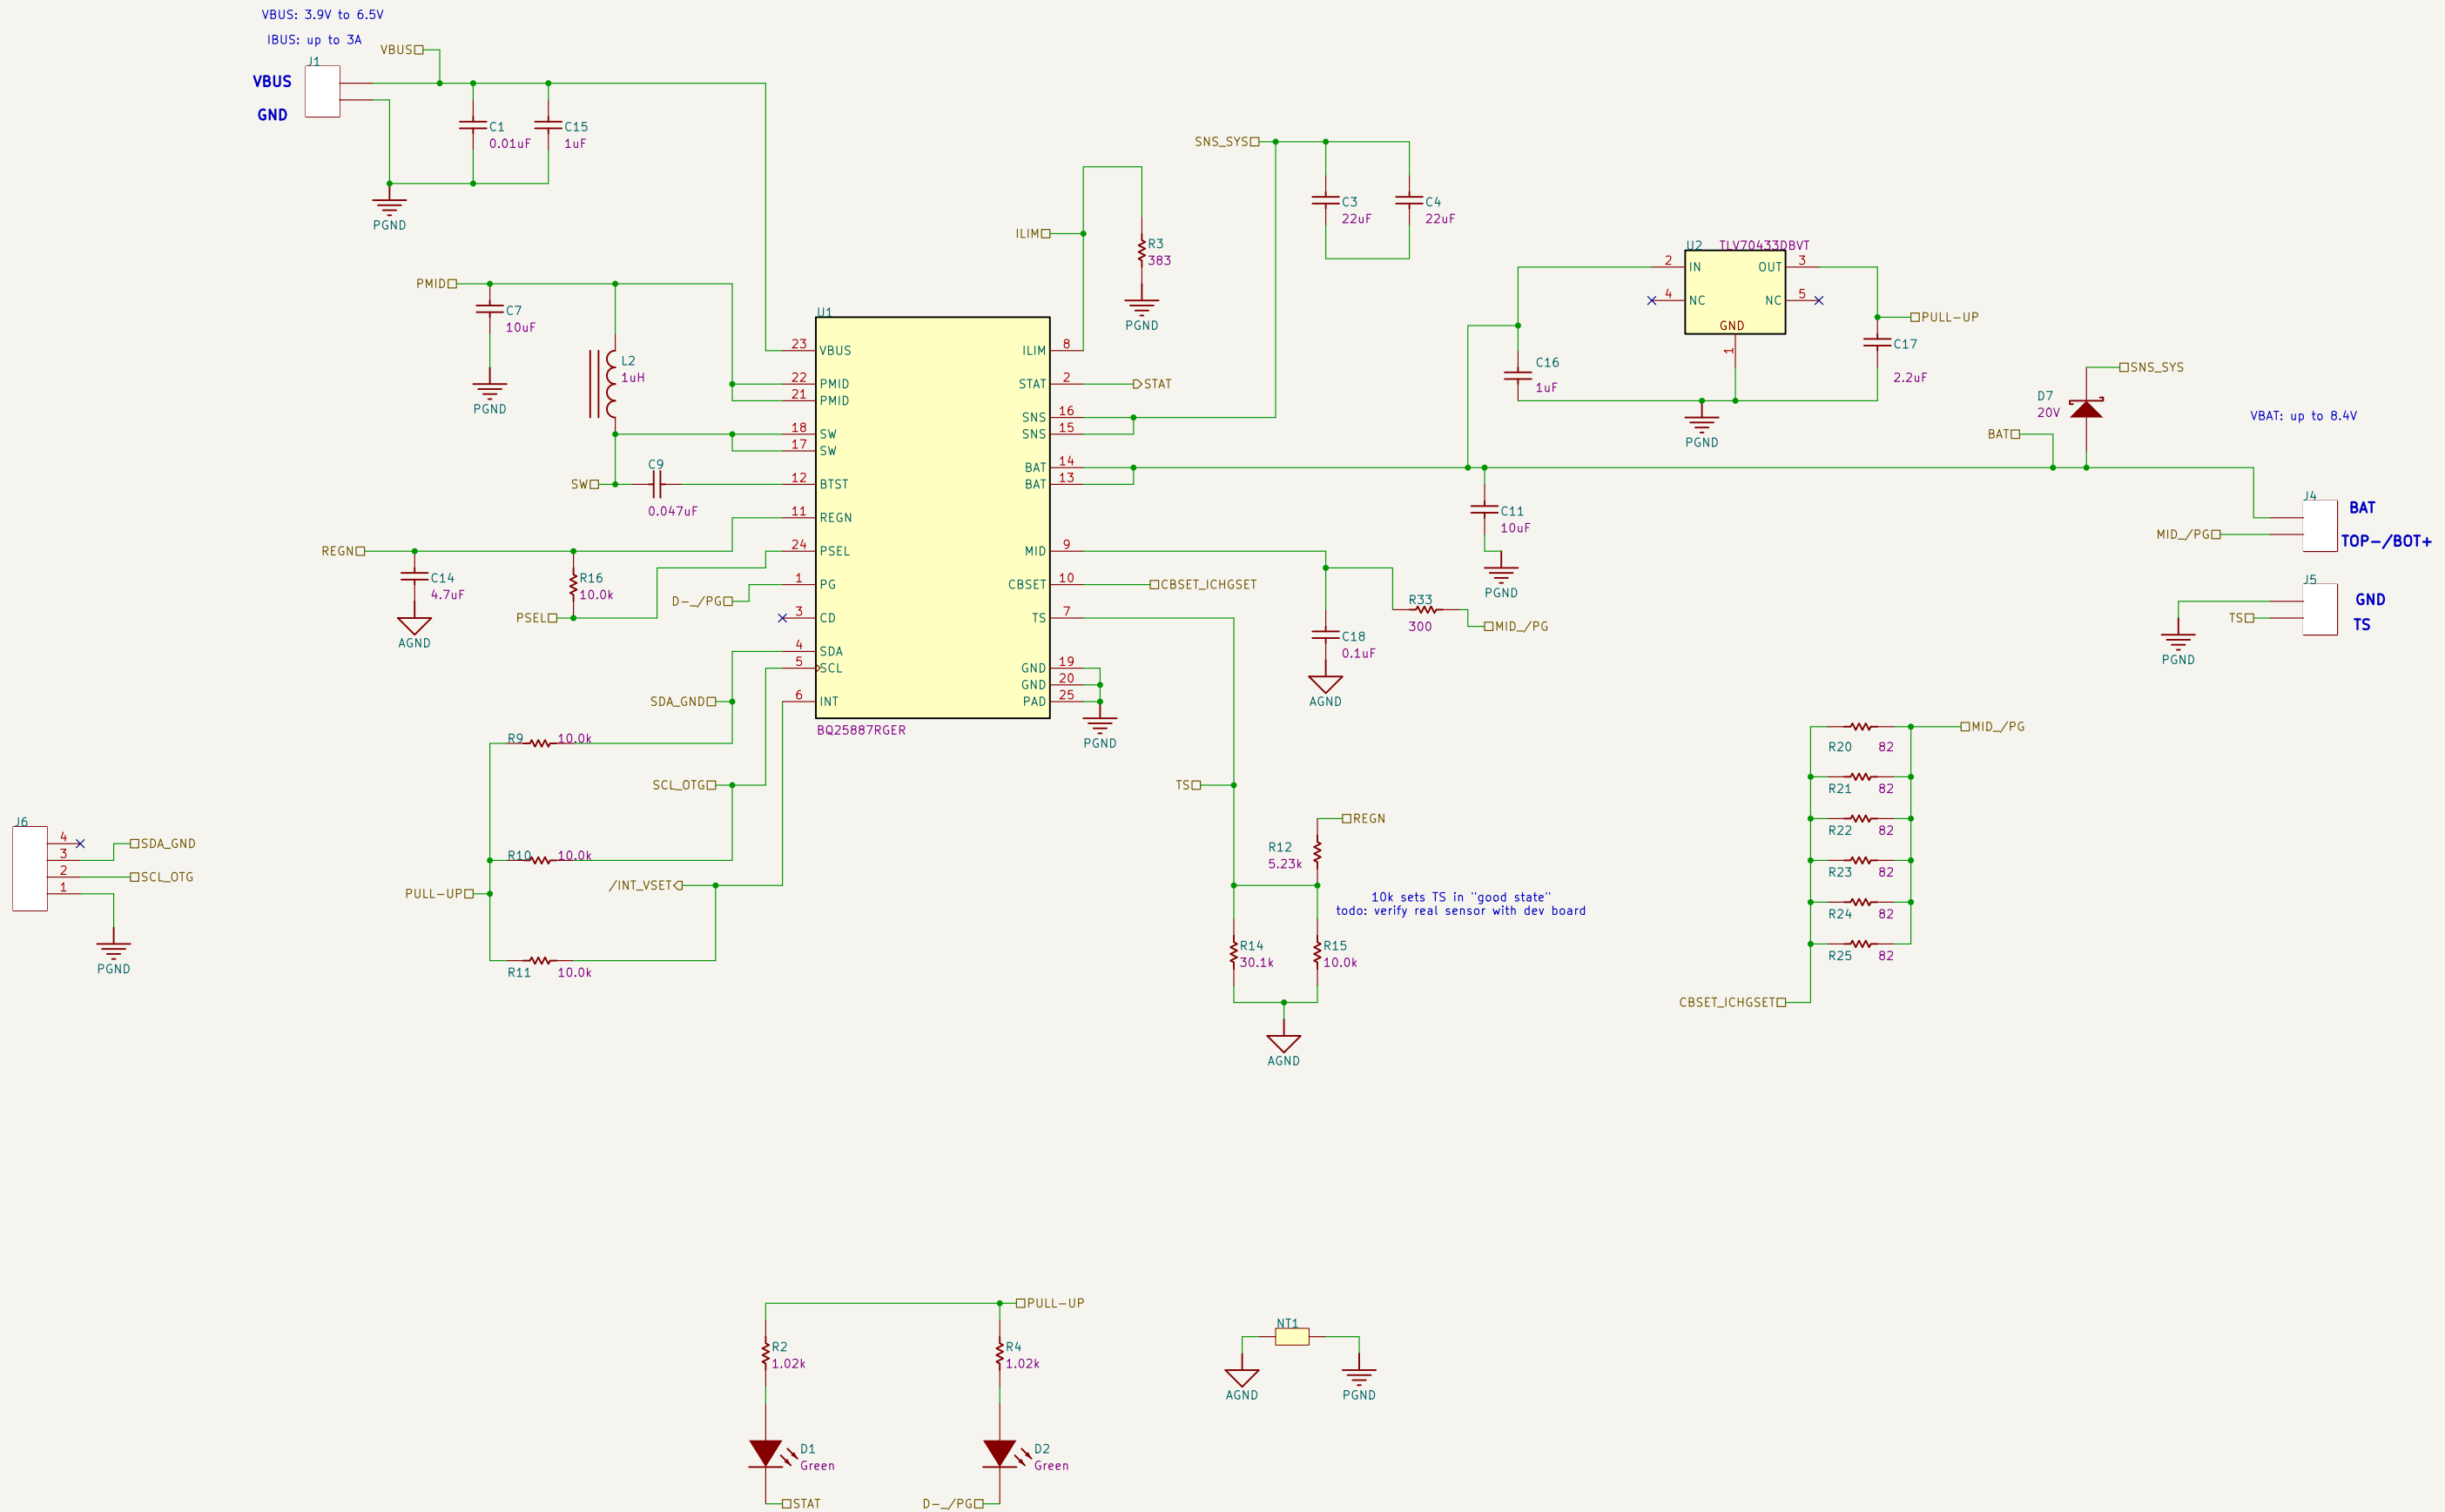 VBUS: 3.9V to 6.5V
IBUS: up to 3A
VBUS
J1
VBUS
GND
C1
0.01uF
C15
1uF
PGND
SNS_SYS
C3
22uF
C4
22uF
ILIM
R3
383
PGND
PMID
C7
10uF
PGND
L2
1uH
U2
TLV70433DBVT
2
IN
OUT
3
4
NC
NC
5
GND
1
PULL-UP
C16
1uF
C17
2.2uF
PGND
U1
23
VBUS
22
PMID
21
PMID
18
SW
17
SW
12
BTST
11
REGN
24
PSEL
1
PG
3
CD
4
SDA
5
SCL
6
INT
ILIM
8
STAT
2
SNS
16
SNS
15
BAT
14
BAT
13
MID
9
CBSET
10
TS
7
GND
19
GND
20
PAD
25
BQ25887RGER
STAT
SNS_SYS
D7
20V
VBAT: up to 8.4V
BAT
SW
C9
0.047uF
C11
10uF
PGND
J4
BAT
MID_/PG
TOP-/BOT+
REGN
C14
4.7uF
AGND
R16
10.0k
PSEL
D-_/PG
CBSET_ICHGSET
R33
300
MID_/PG
C18
0.1uF
AGND
J5
GND
TS
TS
PGND
SDA_GND
PGND
R9
10.0k
SCL_OTG
TS
R20
82
MID_/PG
R21
82
R22
82
R23
82
R24
82
R25
82
CBSET_ICHGSET
J6
4
3
2
1
SDA_GND
SCL_OTG
PGND
R10
10.0k
/INT_VSET
PULL-UP
R11
10.0k
REGN
R12
5.23k
10k sets TS in "good state"
todo: verify real sensor with dev board
R14
30.1k
R15
10.0k
AGND
PULL-UP
R2
1.02k
R4
1.02k
NT1
AGND
PGND
D1
Green
D2
Green
STAT
D-_/PG